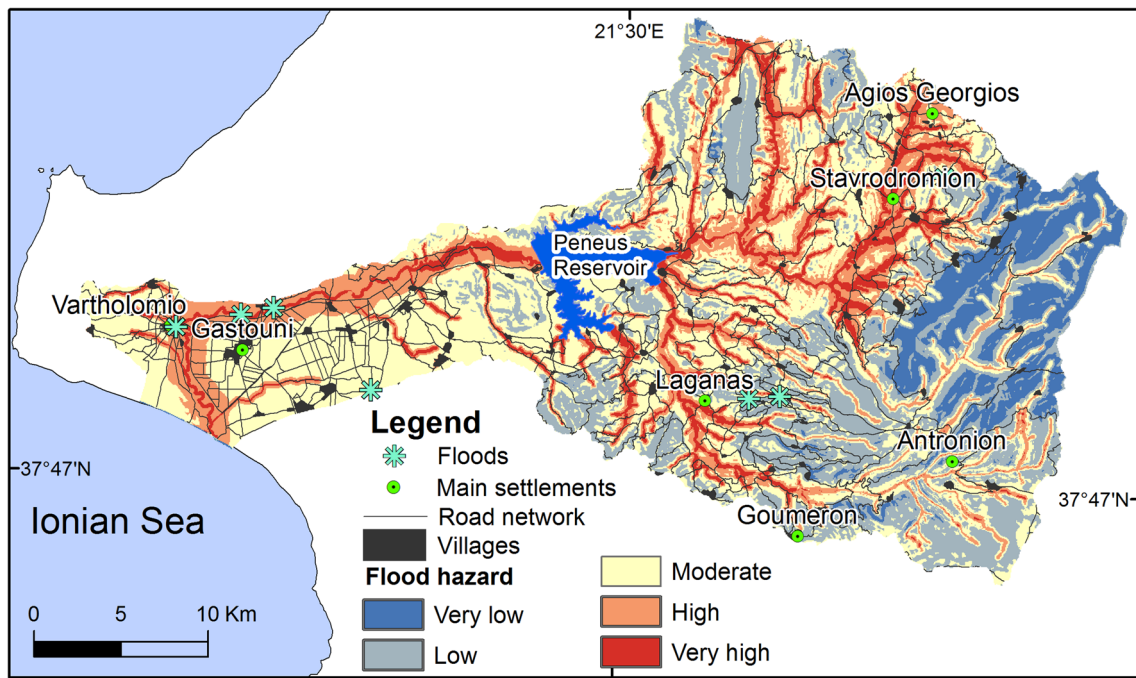 21°30'E
Agios Georgios
Stavrodromion
Peneus
Reservoir
Vartholomio
Gastouni
Laganas
Legend
Floods
Main settlements
Road network
Villages
Flood hazard
Very low
Low
Moderate
High
Very high
Antronion
Goumeron
37°47'N
37°47'N
Ionian Sea
0 5 10 Km